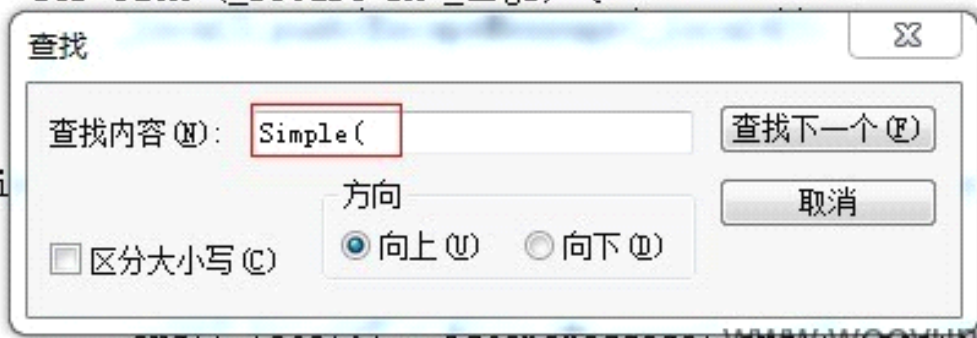 查找
查找内容(N): Simple( 查找下一个(F)
方向 取消
区分大小写(C) 向上(U) 向下(D)